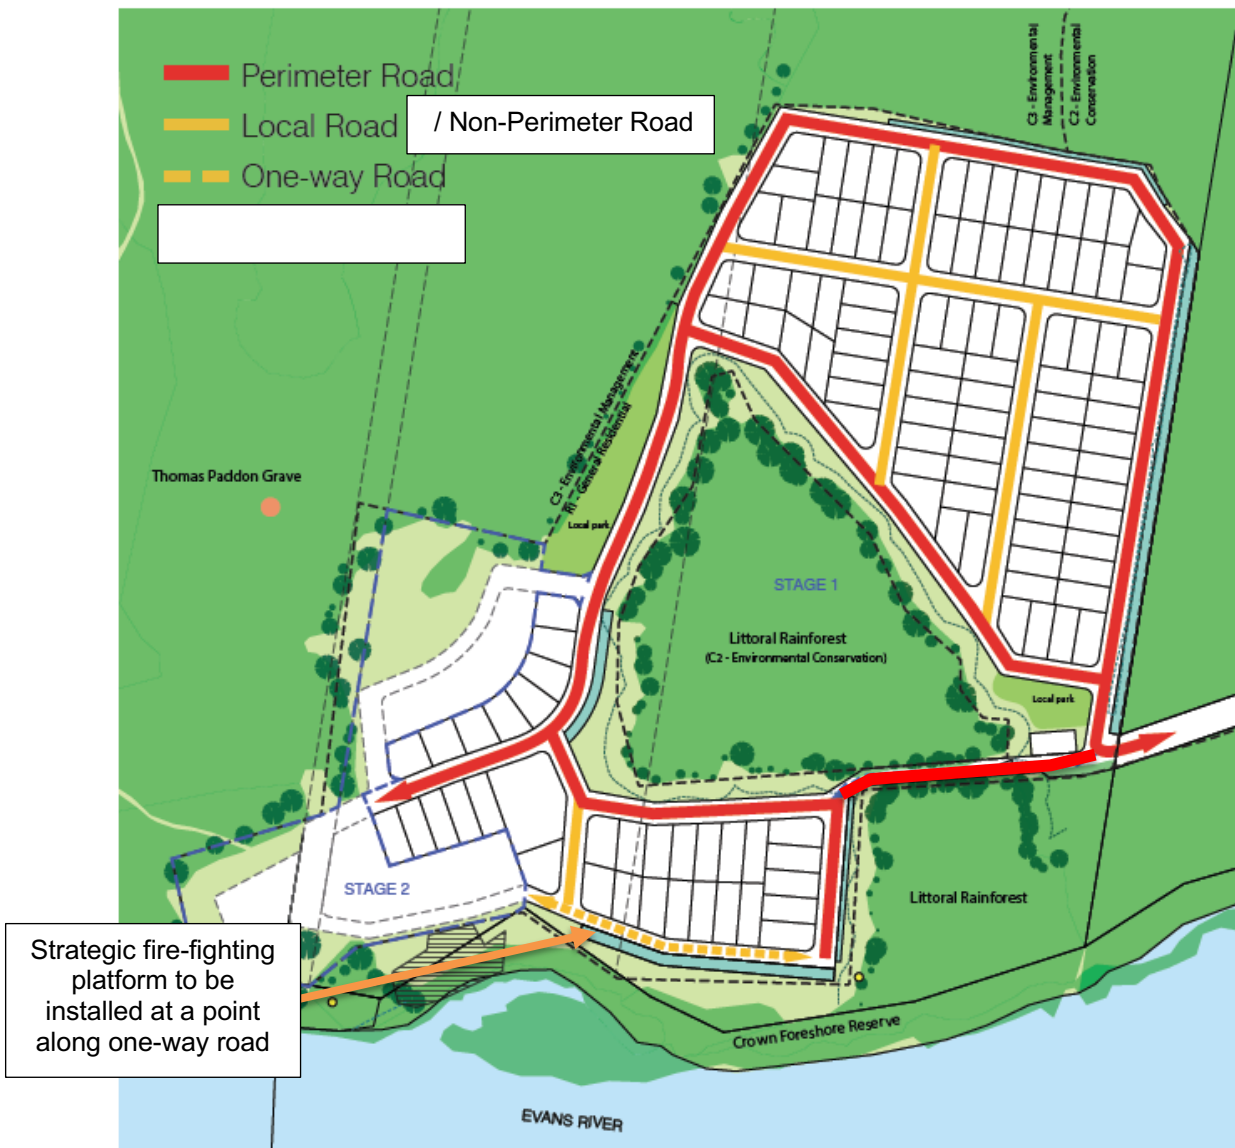 Perimeter Road
Local Road
/ Non-Perimeter Road
One-way Road
C3 - Environmental
Management
C2 - Environmental
Conservation
Thomas Paddon Grave
C3 - Environmental Management
R1 - General Residential
Local park
STAGE 1
Littoral Rainforest
(C2 - Environmental Conservation)
Local park
STAGE 2
Littoral Rainforest
Strategic fire-fighting
platform to be
installed at a point
along one-way road
Crown Foreshore Reserve
EVANS RIVER